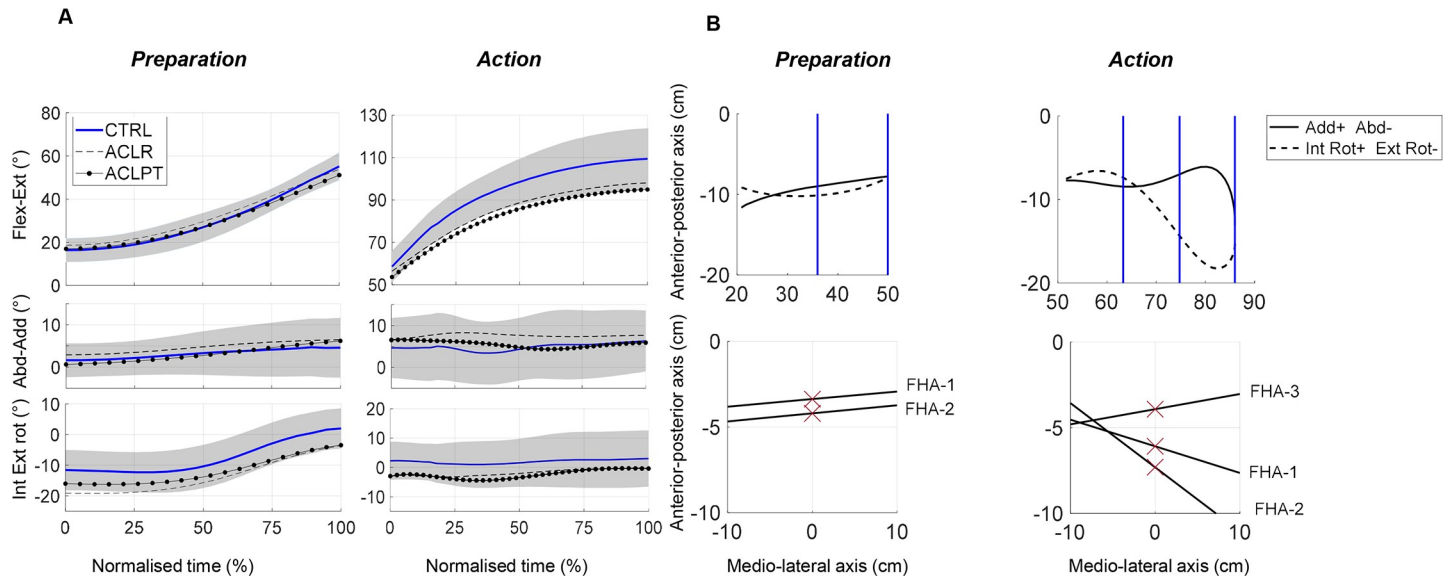 A
Preparation
Action
80
60
40
20
0
Flex-Ext (°)
CTRL
ACLR
ACLPT
130
110
90
70
50
10
0
Abd-Add (°)
10
0
0
-10
-20
Int Ext rot (°)
0
25
50
75
100
20
10
0
-10
0
25
50
75
100
Normalised time (%)
Normalised time (%)
B
Preparation
Action
0
-10
-20
Anterior-posterior axis (cm)
20
30
40
50
0
-10
-20
50
60
70
80
90
Add+ Abd-
Int Rot+ Ext Rot-
0
-5
-10
Anterior-posterior axis (cm)
FHA-1
FHA-2
-10
0
10
Medio-lateral axis (cm)
0
-5
-10
FHA-3
FHA-1
FHA-2
-10
0
10
Medio-lateral axis (cm)